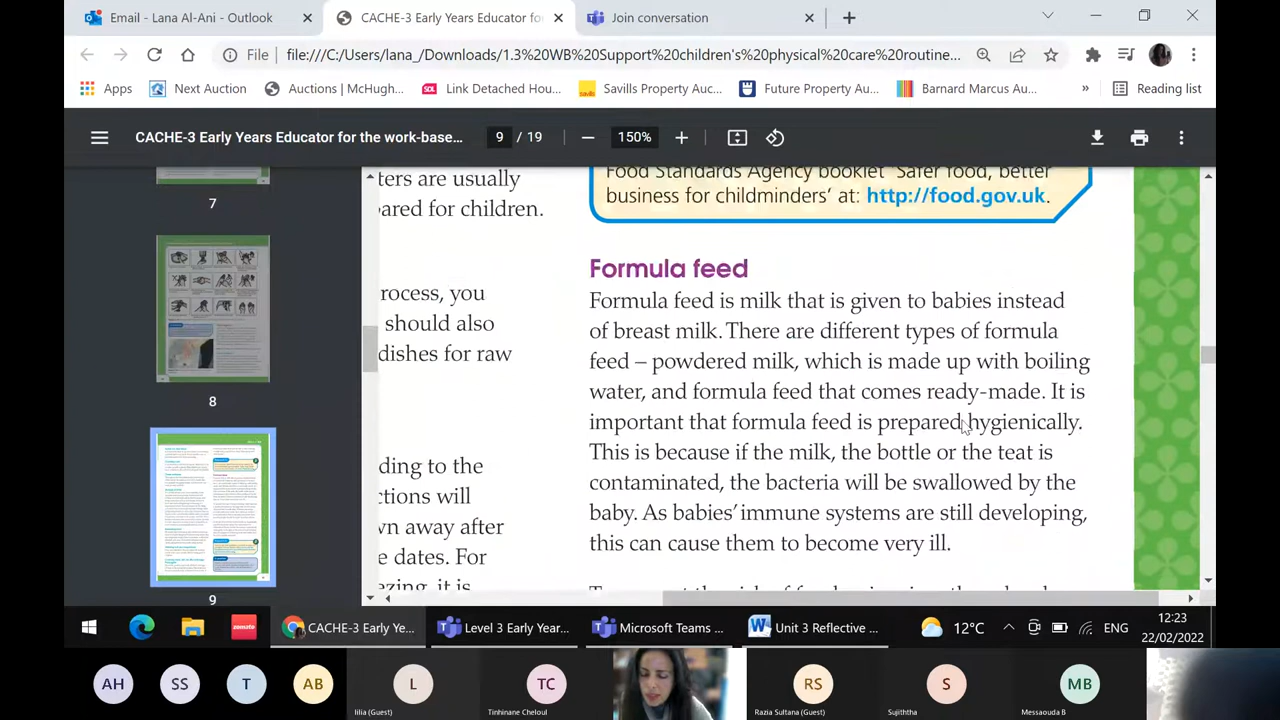 Email - Lana Al-Ani - Outlook
CACHE-3 Early Years Educator fo
Join conversation
File
file:///C:/Users/lana_/Downloads/1.3%20WB%20Support%20children's%20physical%20care%20routine...
Apps
Next Auction
Auctions | McHugh...
Link Detached Hou...
Savills Property Auc...
Future Property Au...
Barnard Marcus Au...
»
Reading list
CACHE-3 Early Years Educator for the work-base...
9 / 19
150%
7
8
9
ters are usually
pared for children.
rocess, you
should also
dishes for raw
ding to the
ctions will
wn away after
e dates. For
ezing, it is
Food Standards Agency booklet 'Safer food, better
business for childminders' at: http://food.gov.uk.
Formula feed
Formula feed is milk that is given to babies instead
of breast milk. There are different types of formula
feed – powdered milk, which is made up with boiling
water, and formula feed that comes ready-made. It is
important that formula feed is prepared hygienically.
This is because if the milk, the bottle or the teat is
contaminated, the bacteria will be swallowed by the
baby. As babies' immune systems are still developing,
this can cause them to become very ill.
zoopla
CACHE-3 Early Ye...
Level 3 Early Year...
Microsoft Teams ...
Unit 3 Reflective ...
12°C
ENG
12:23
22/02/2022
AH
SS
T
AB
L
lilia (Guest)
TC
Tinhinane Cheloul
RS
Razia Sultana (Guest)
S
Sujiththa
MB
Messaouda B